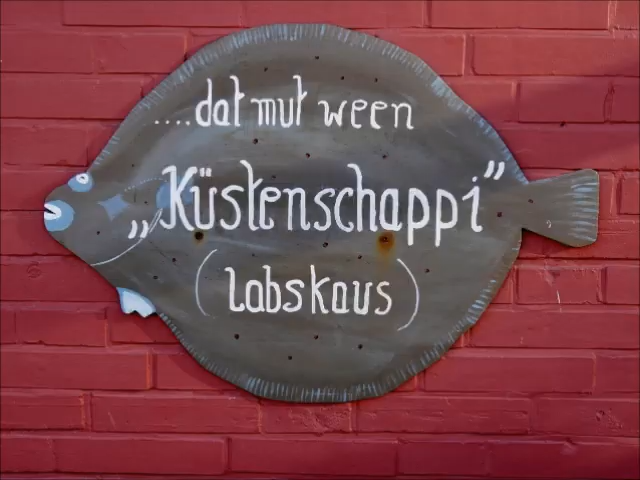 ....dat mut ween
„Küstenschappi”
(Labskaus)